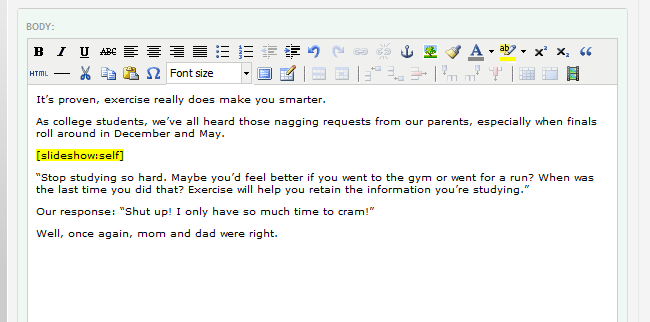 BODY:
B I U ABC
HTML Font size
It’s proven, exercise really does make you smarter.
As college students, we’ve all heard those nagging requests from our parents, especially when finals
roll around in December and May.
[slideshow:self]
“Stop studying so hard. Maybe you’d feel better if you went to the gym or went for a run? When was
the last time you did that? Exercise will help you retain the information you’re studying.”
Our response: “Shut up! I only have so much time to cram!”
Well, once again, mom and dad were right.